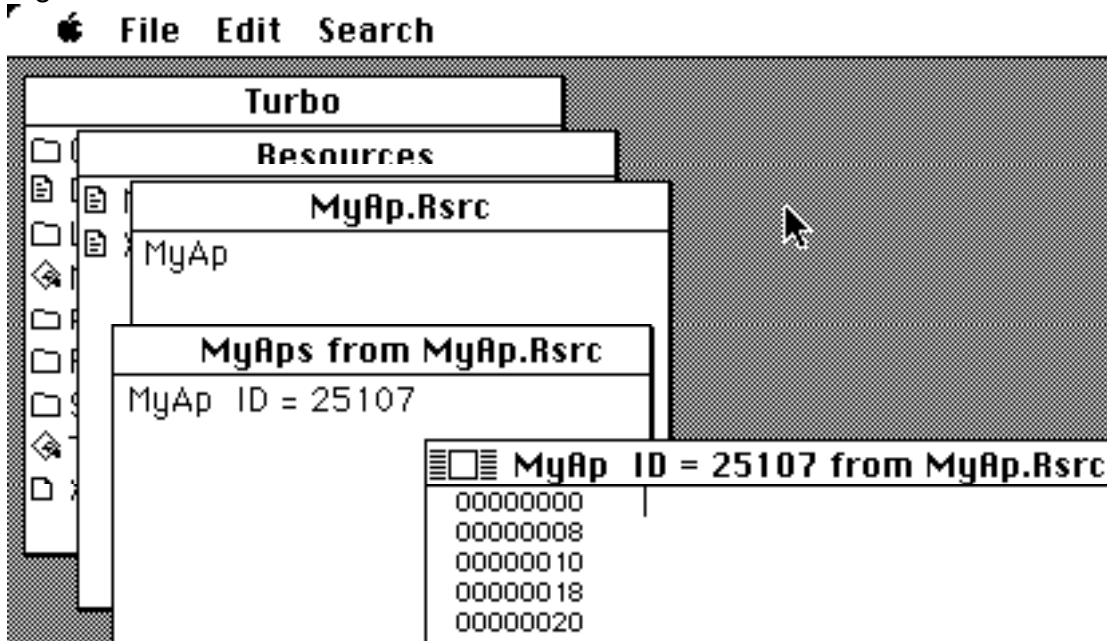 File Edit Search
Turbo
Resources
MyAp.Rsrc
MyAp
MyAps from MyAp.Rsrc
MyAp ID = 25107
MyAp ID = 25107 from MyAp.Rsrc
00000000
00000008
00000010
00000018
00000020